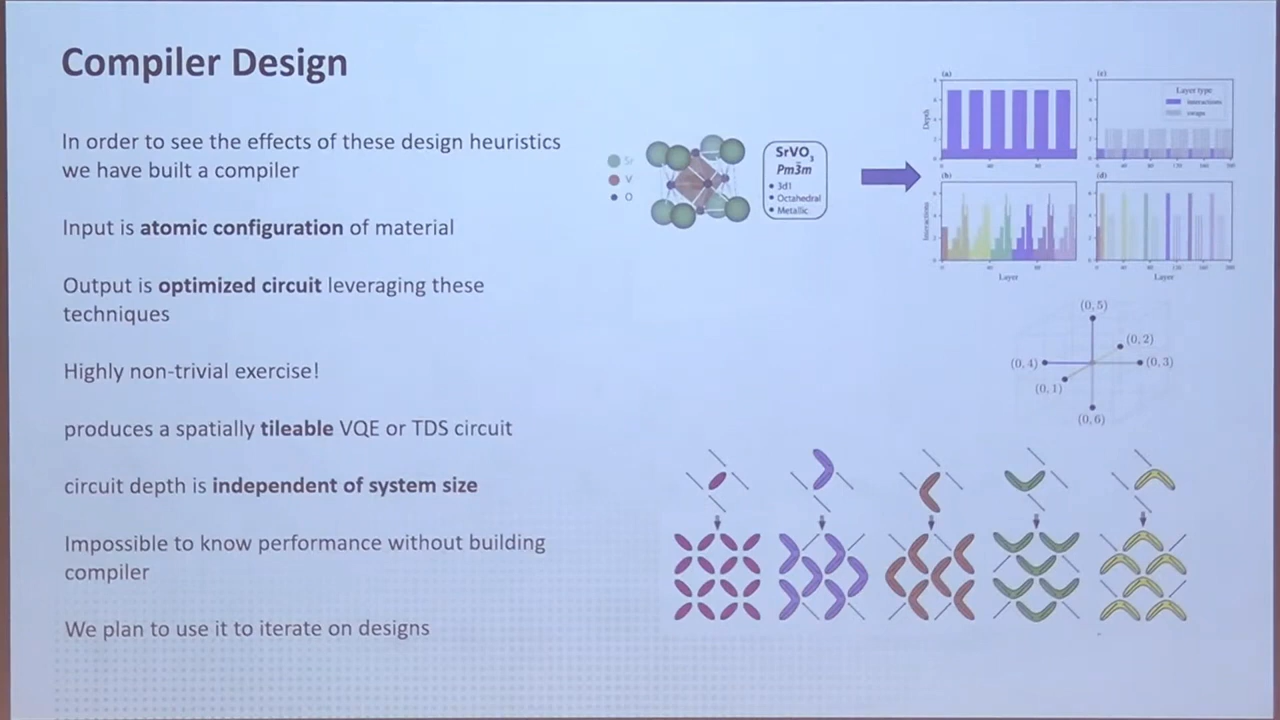 Compiler Design
In order to see the effects of these design heuristics
we have built a compiler
Input is atomic configuration of material
Output is optimized circuit leveraging these
techniques
Highly non-trivial exercise!
produces a spatially tileable VQE or TDS circuit
circuit depth is independent of system size
Impossible to know performance without building
compiler
We plan to use it to iterate on designs
Sr
V
O
SrVO3
Pm3̅m
• 3d1
• Octahedral
• Metallic
(a)
Depth
(c)
Layer type
interactions
swaps
(b)
Interactions
Layer
(d)
Layer
(0, 5)
(0, 2)
(0, 4)
(0, 3)
(0, 1)
(0, 6)